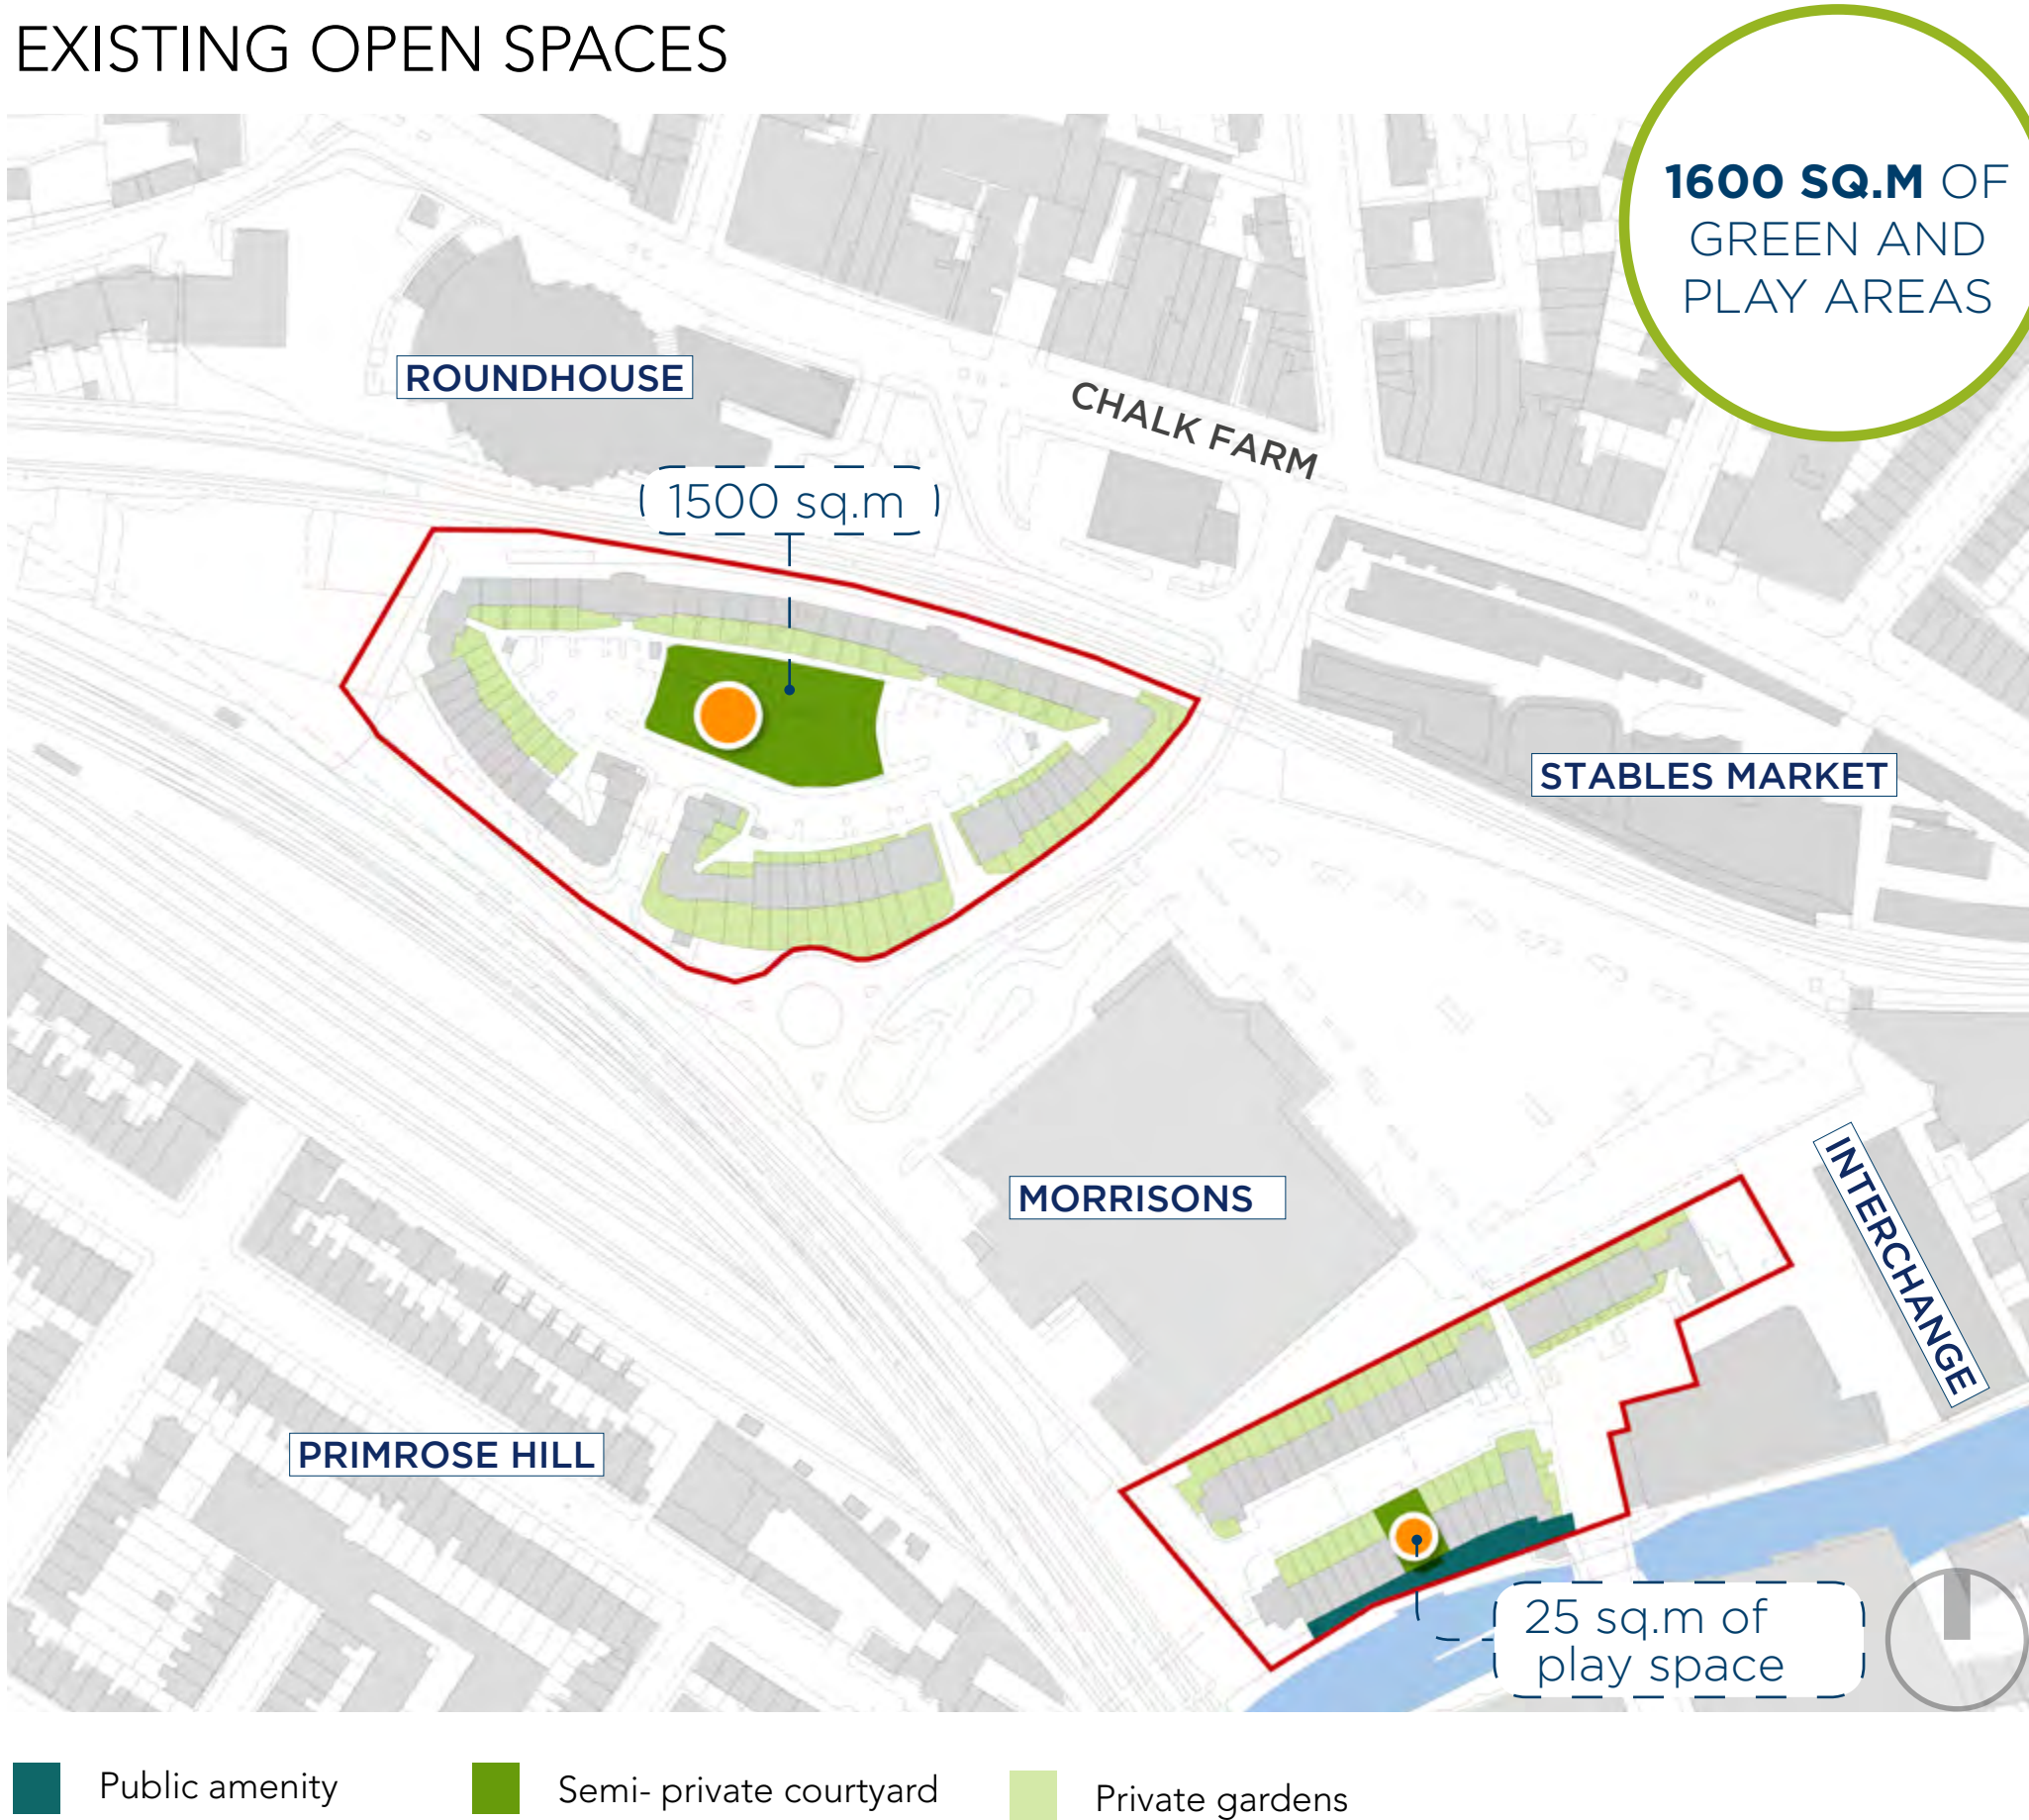 EXISTING OPEN SPACES
1600 SQ.M OF
GREEN AND
PLAY AREAS
ROUNDHOUSE
CHALK FARM
1500 sq.m
STABLES MARKET
MORRISONS
INTERCHANGE
PRIMROSE HILL
25 sq.m of
play space
Public amenity
Semi- private courtyard
Private gardens